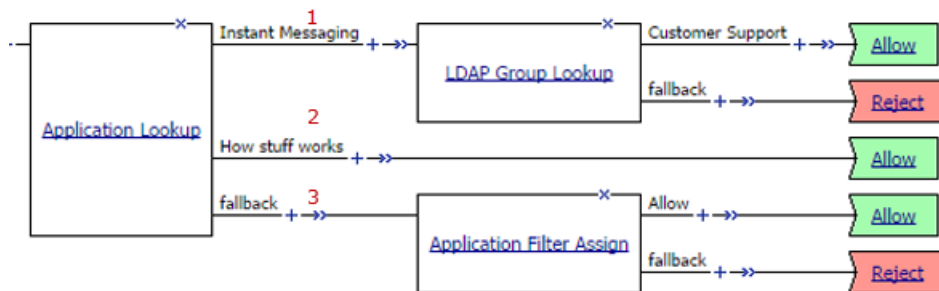 1
Instant Messaging
Customer Support
Allow
LDAP Group Lookup
fallback
Reject
Application Lookup
2
How stuff works
Allow
3
fallback
Allow
Allow
Application Filter Assign
fallback
Reject